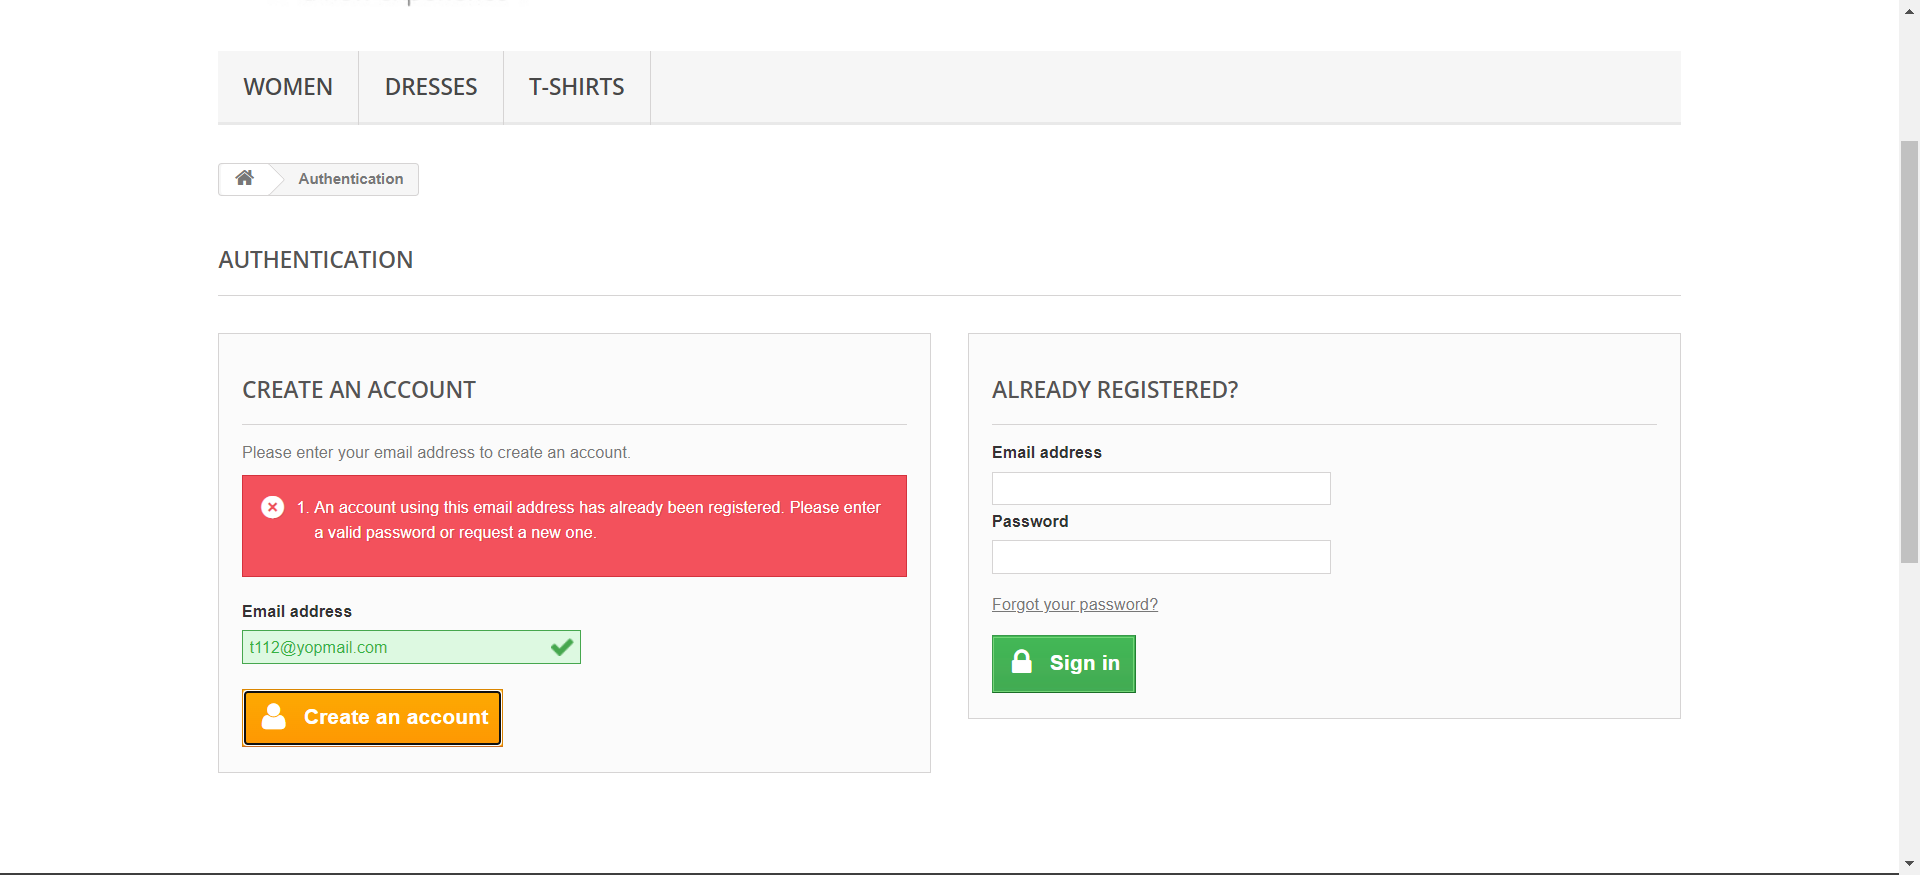 WOMEN
DRESSES
T-SHIRTS
Authentication
AUTHENTICATION
CREATE AN ACCOUNT
Please enter your email address to create an account.
1. An account using this email address has already been registered. Please enter
a valid password or request a new one.
Email address
t112@yopmail.com
Create an account
ALREADY REGISTERED?
Email address
Password
Forgot your password?
Sign in